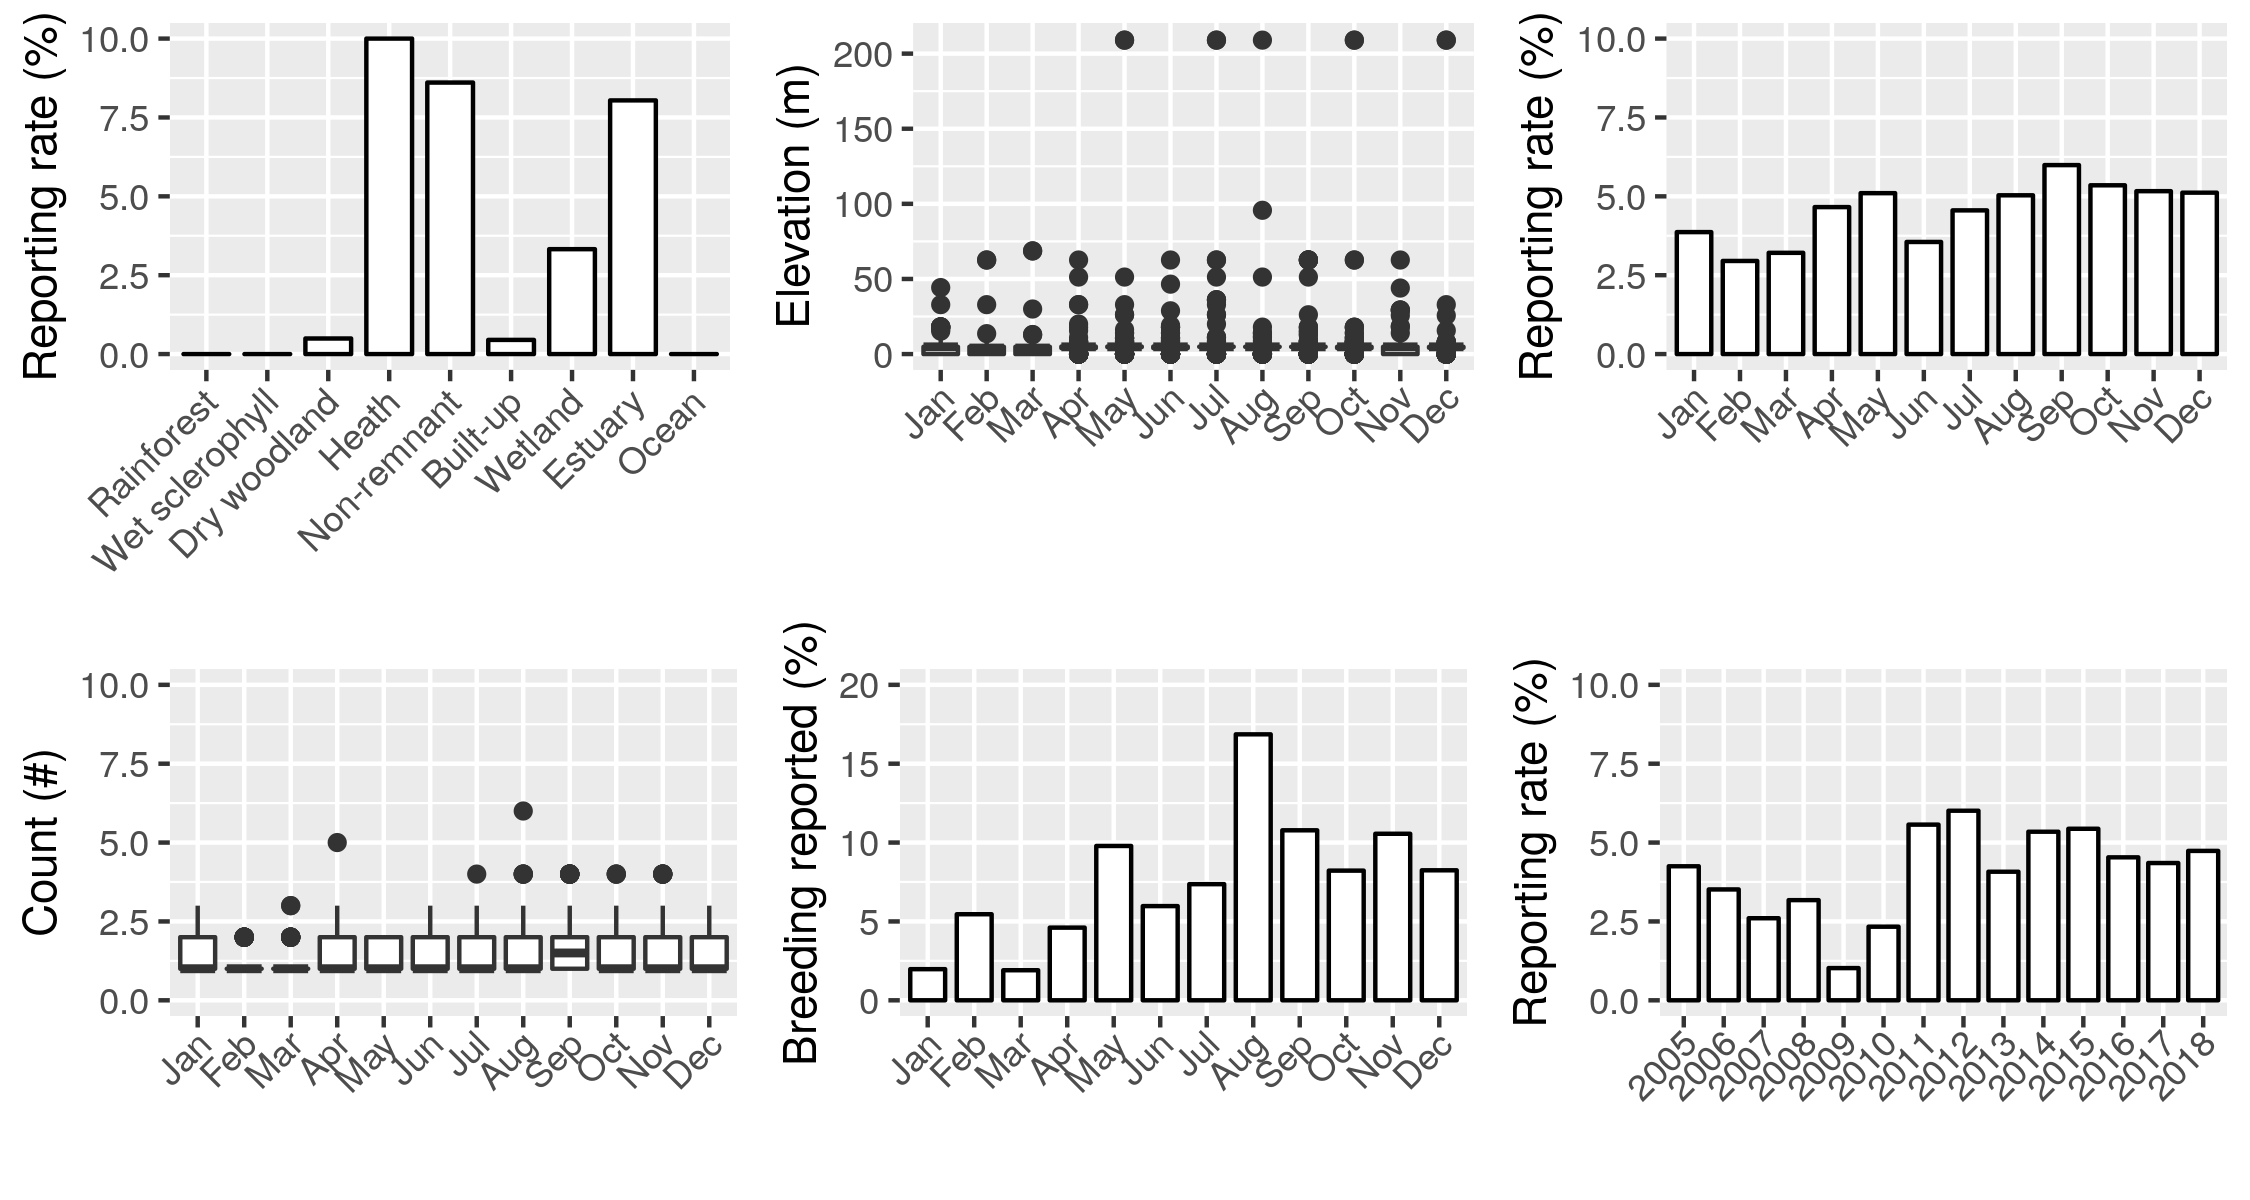 Reporting rate (%)
10.0
7.5
5.0
2.5
0.0
Rainforest
Wet sclerophyll
Dry woodland
Heath
Non-remnant
Built-up
Wetland
Estuary
Ocean
Elevation (m)
200
150
100
50
0
Jan
Feb
Mar
Apr
May
Jun
Jul
Aug
Sep
Oct
Nov
Dec
Reporting rate (%)
10.0
7.5
5.0
2.5
0.0
Jan
Feb
Mar
Apr
May
Jun
Jul
Aug
Sep
Oct
Nov
Dec
Count (#)
10.0
7.5
5.0
2.5
0.0
Jan
Feb
Mar
Apr
May
Jun
Jul
Aug
Sep
Oct
Nov
Dec
Breeding reported (%)
20
15
10
5
0
Jan
Feb
Mar
Apr
May
Jun
Jul
Aug
Sep
Oct
Nov
Dec
Reporting rate (%)
10.0
7.5
5.0
2.5
0.0
2005
2006
2007
2008
2009
2010
2011
2012
2013
2014
2015
2016
2017
2018